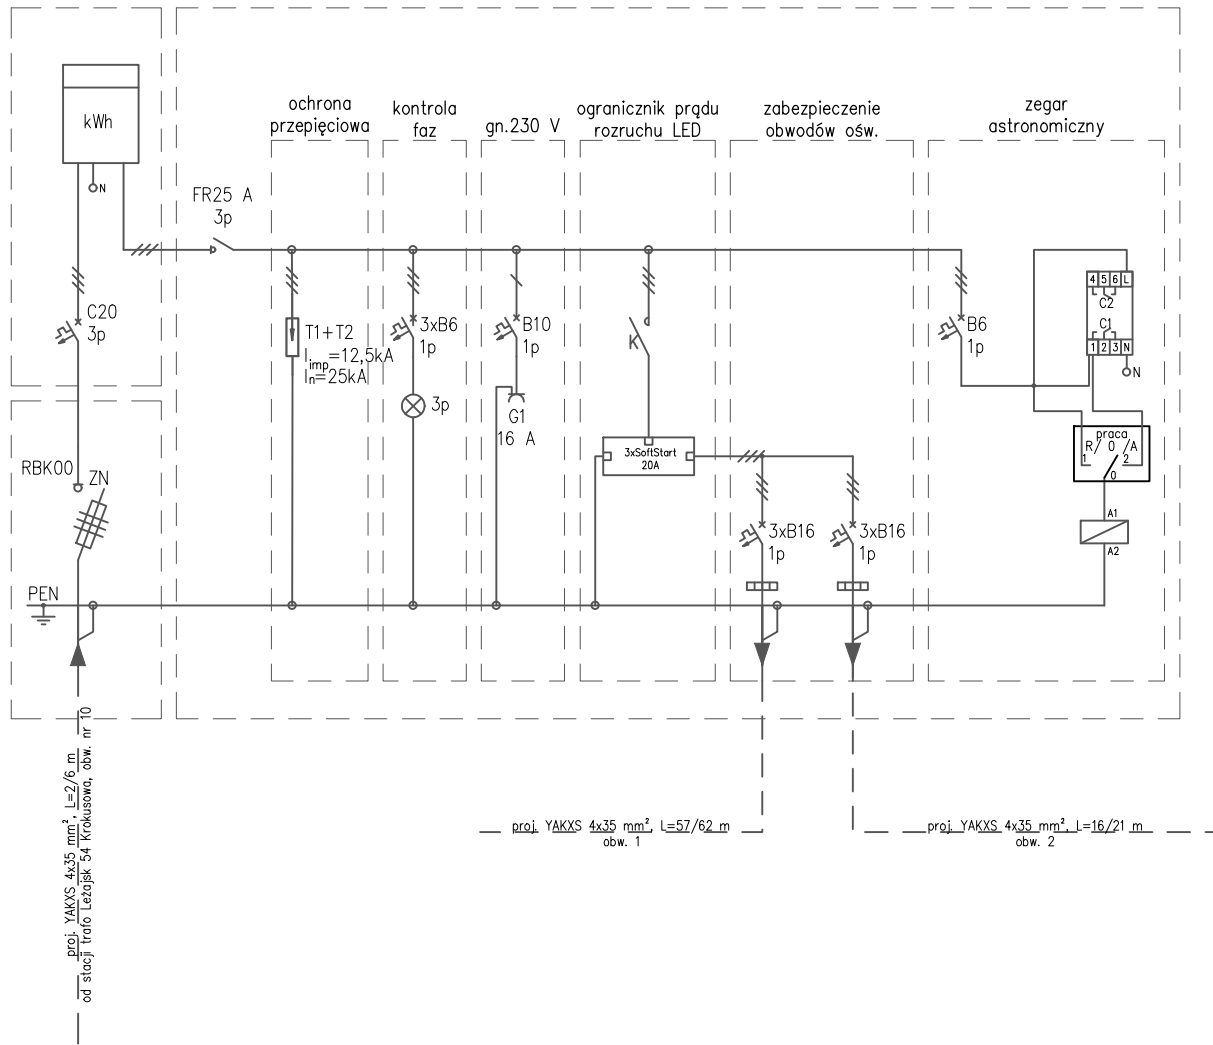 ochrona
przepięciowa
kontrola
faz
gn.230 V
ogranicznik prądu
rozruchu LED
zabezpieczenie
obwodów ośw.
zegar
astronomiczny
kWh
N
FR25 A
3p
C20
3p
T1+T2
Iimp=12,5kA
In=25kA
3xB6
1p
3p
B10
1p
G1
16 A
K
3xSoftStart
20A
3xB16
1p
3xB16
1p
B6
1p
4 5 6 L
C2
C1
1 2 3 N
N
praca
R/ 0 /A
1 2
0
A1
A2
RBK00
ZN
PEN
proj. YAKXS 4x35 mm², L=2/6 m
od stacji trafo Leżajsk 54 Krokusowa, obw. nr 10
proj. YAKXS 4x35 mm², L=57/62 m
obw. 1
proj. YAKXS 4x35 mm², L=16/21 m
obw. 2